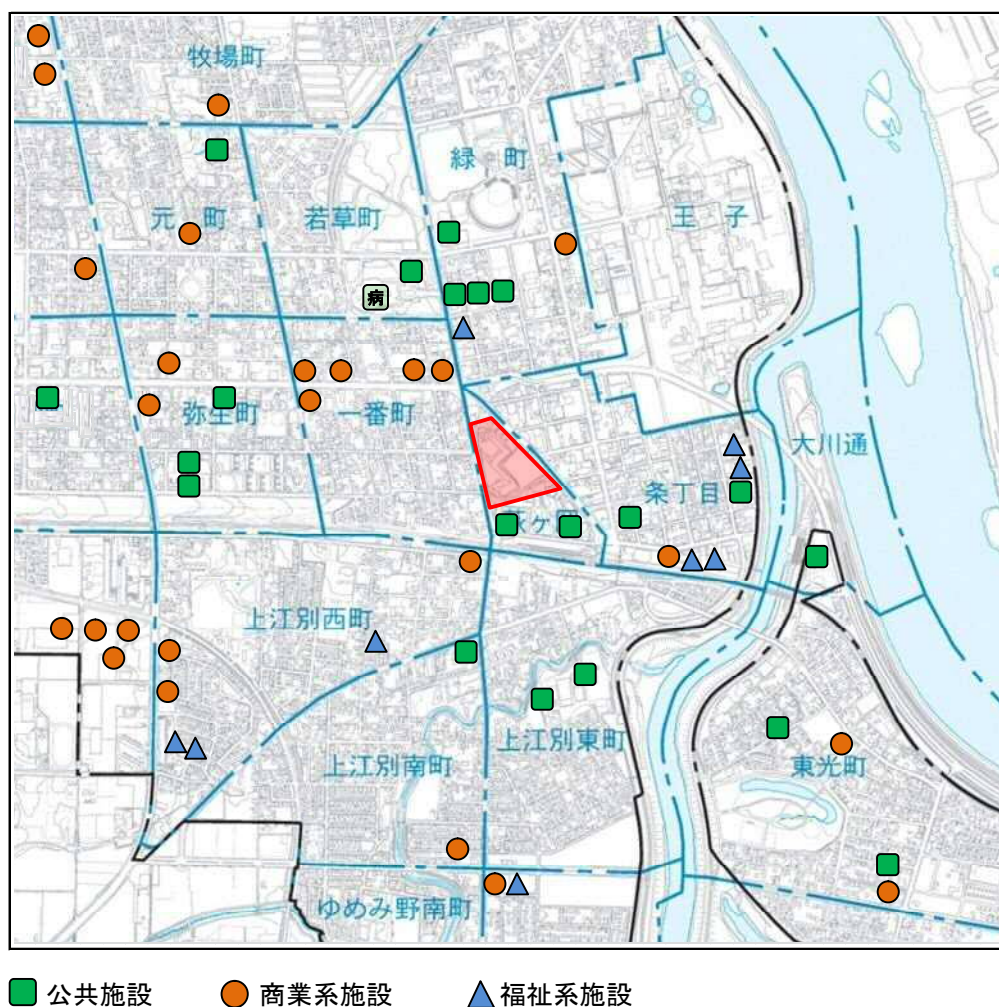 牧場町
緑 町
元 町
若草町
王 子
病
弥生町
一番町
大川通
条丁目
萩ヶ岡
上江別西町
上江別東町
上江別南町
東光町
ゆめみ野南町
公共施設 商業系施設 福祉系施設